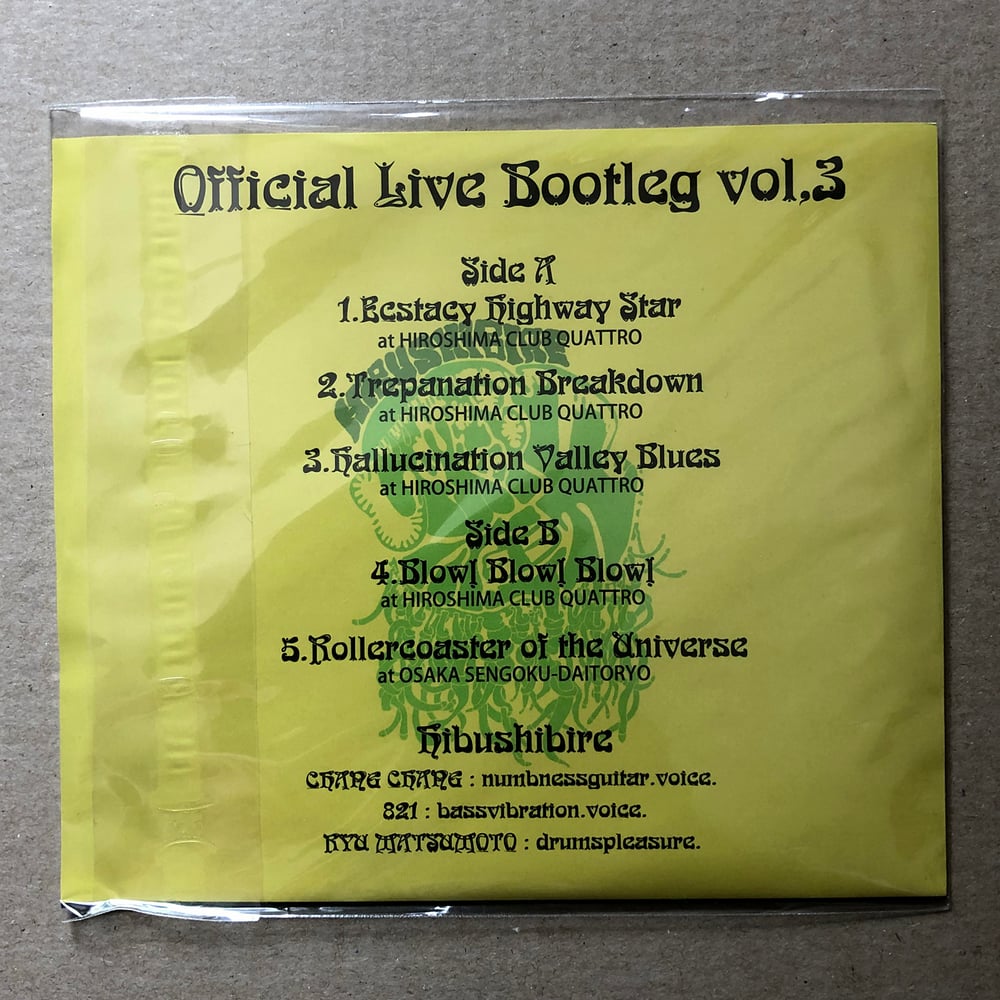 Official Live Bootleg vol,3
Side A
1.Ecstacy Highway Star
at HIROSHIMA CLUB QUATTRO
2.Trepanation Breakdown
at HIROSHIMA CLUB QUATTRO
3.Hallucination Valley Blues
at HIROSHIMA CLUB QUATTRO
Side B
4.Blow! Blow! Blow!
at HIROSHIMA CLUB QUATTRO
5.Rollercoaster of the Universe
at OSAKA SENGOKU-DAITORYO
Hibushibire
CHANG CHANG : numbnessguitar.voice.
821 : bassvibration.voice.
RYU MATSUMOTO : drumspleasure.
HIBUSHIBIRE